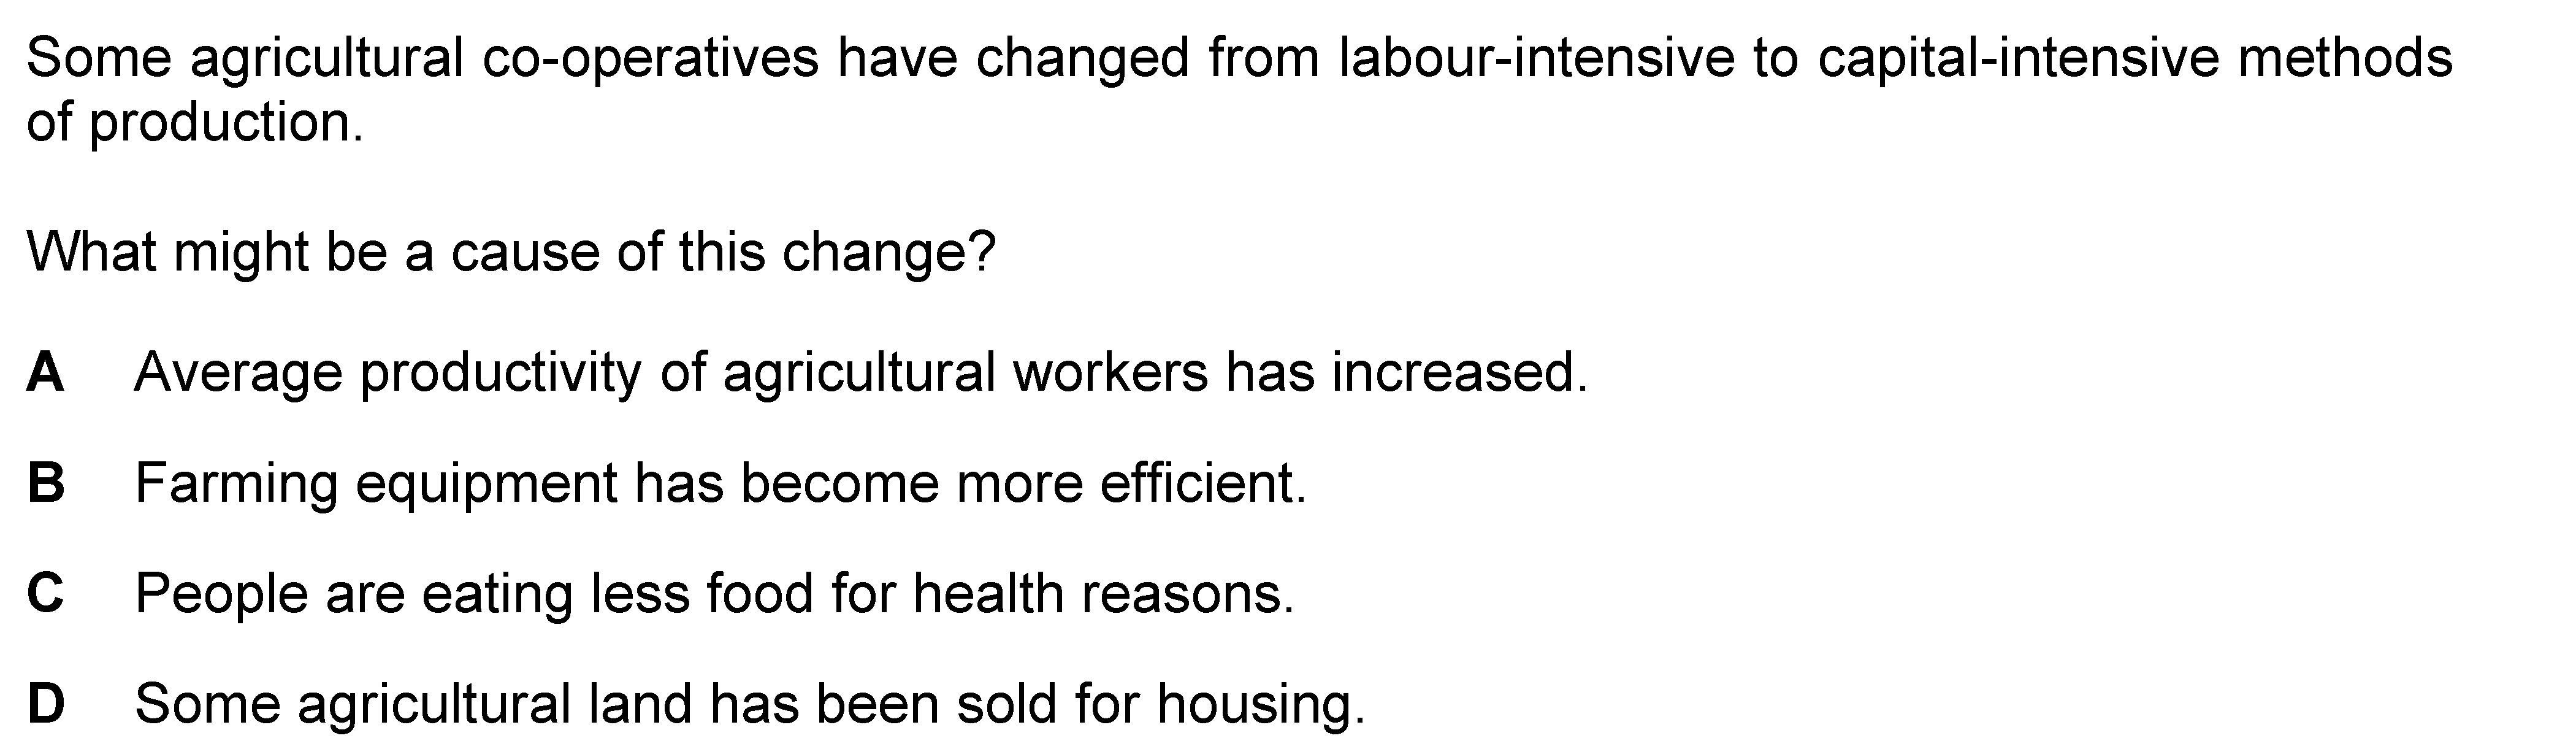 Some agricultural co-operatives have changed from labour-intensive to capital-intensive methods
of production.
What might be a cause of this change?
A Average productivity of agricultural workers has increased.
B Farming equipment has become more efficient.
C People are eating less food for health reasons.
D Some agricultural land has been sold for housing.